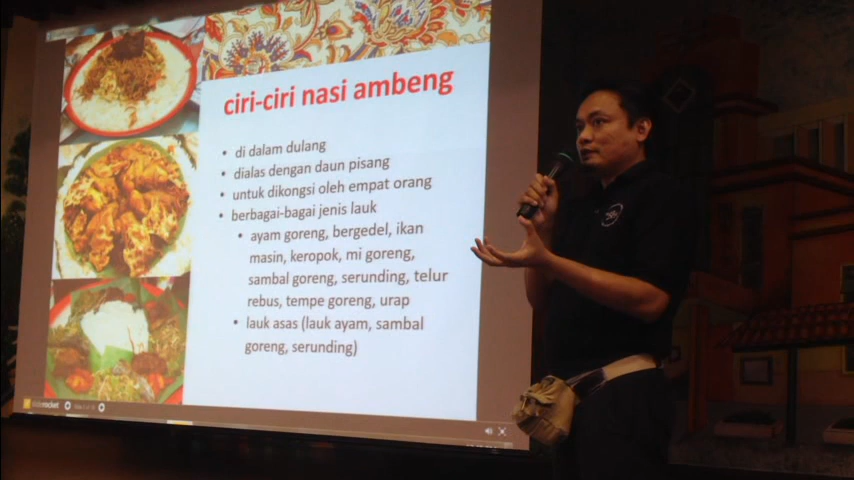 ciri-ciri nasi ambeng
• di dalam dulang
• dialas dengan daun pisang
• untuk dikongsi oleh empat orang
• berbagai-bagai jenis lauk
• ayam goreng, bergedel, ikan
masin, keropok, mi goreng,
sambal goreng, serunding, telur
rebus, tempe goreng, urap
• lauk asas (lauk ayam, sambal
goreng, serunding)
sliderocket